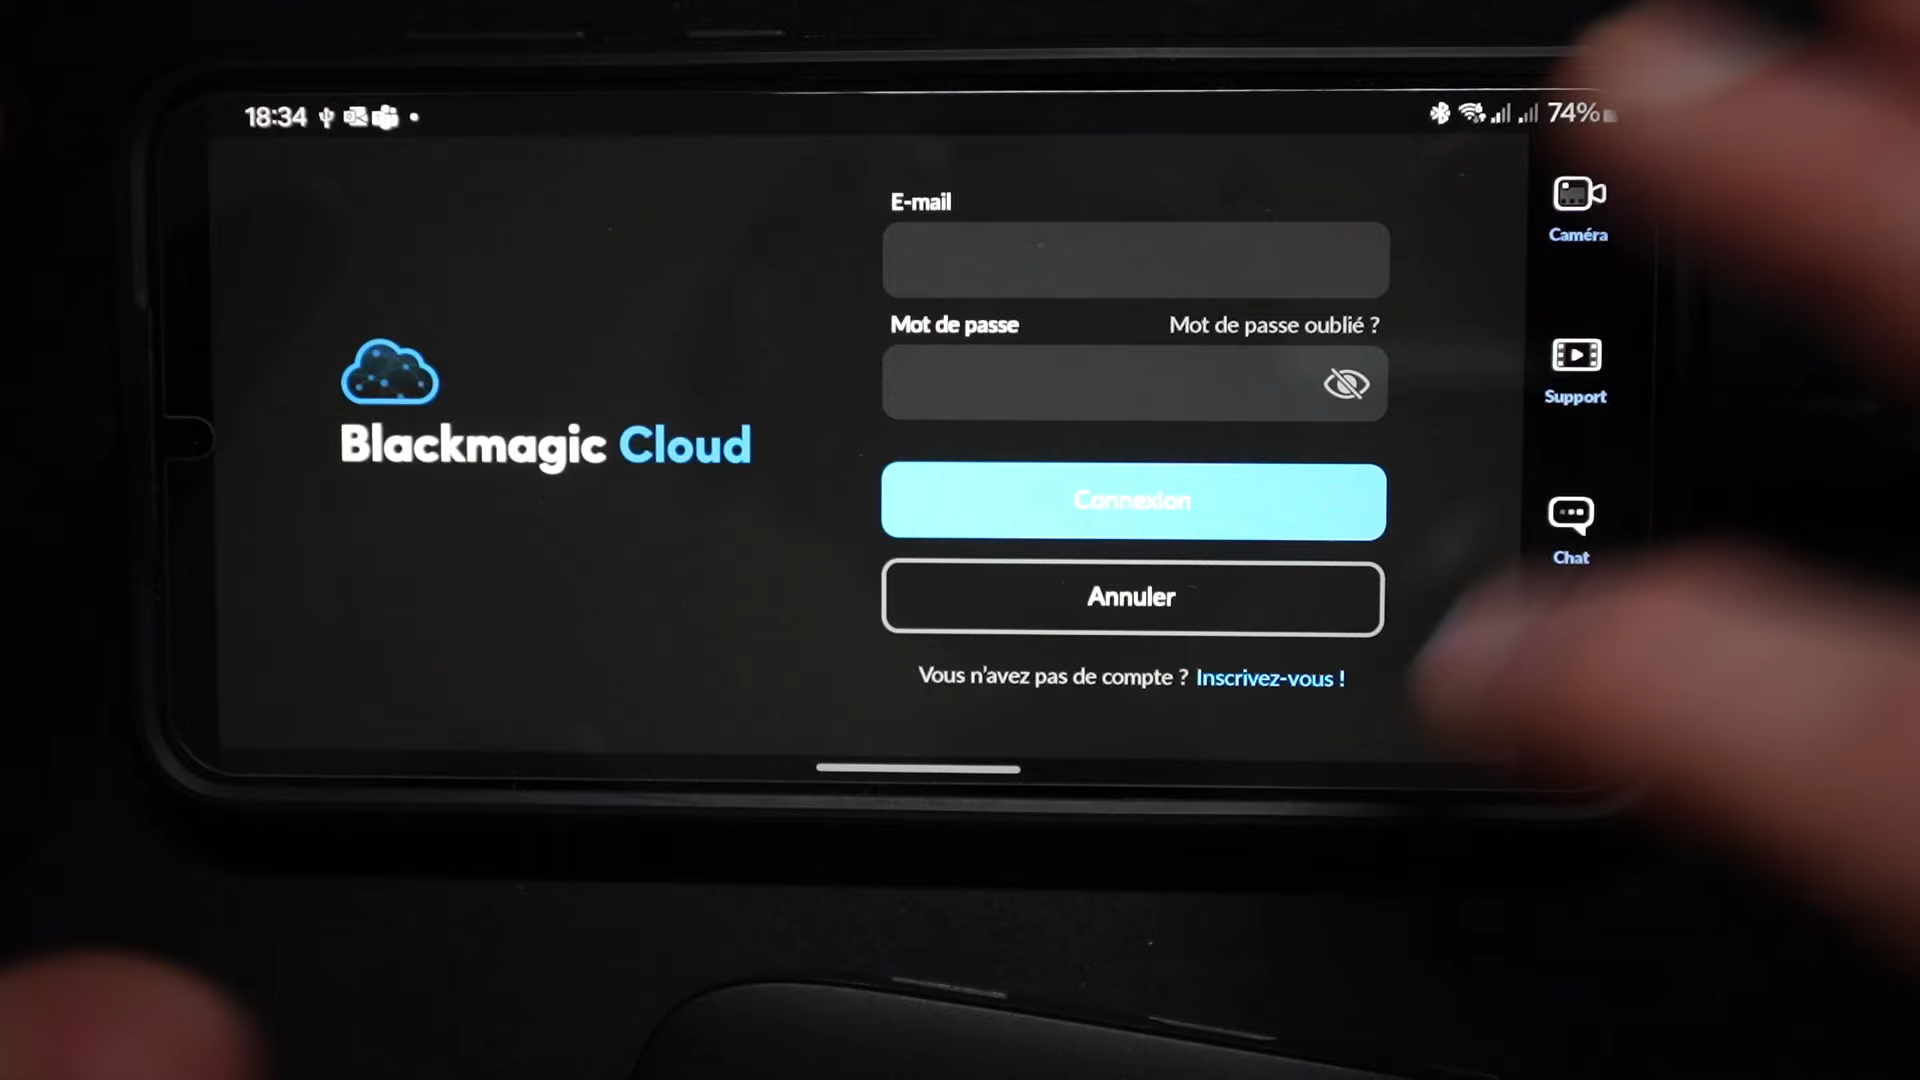 18:34
74%
E-mail
Mot de passe
Mot de passe oublié ?
Blackmagic Cloud
Connexion
Annuler
Vous n'avez pas de compte ? Inscrivez-vous !
Caméra
Support
Chat